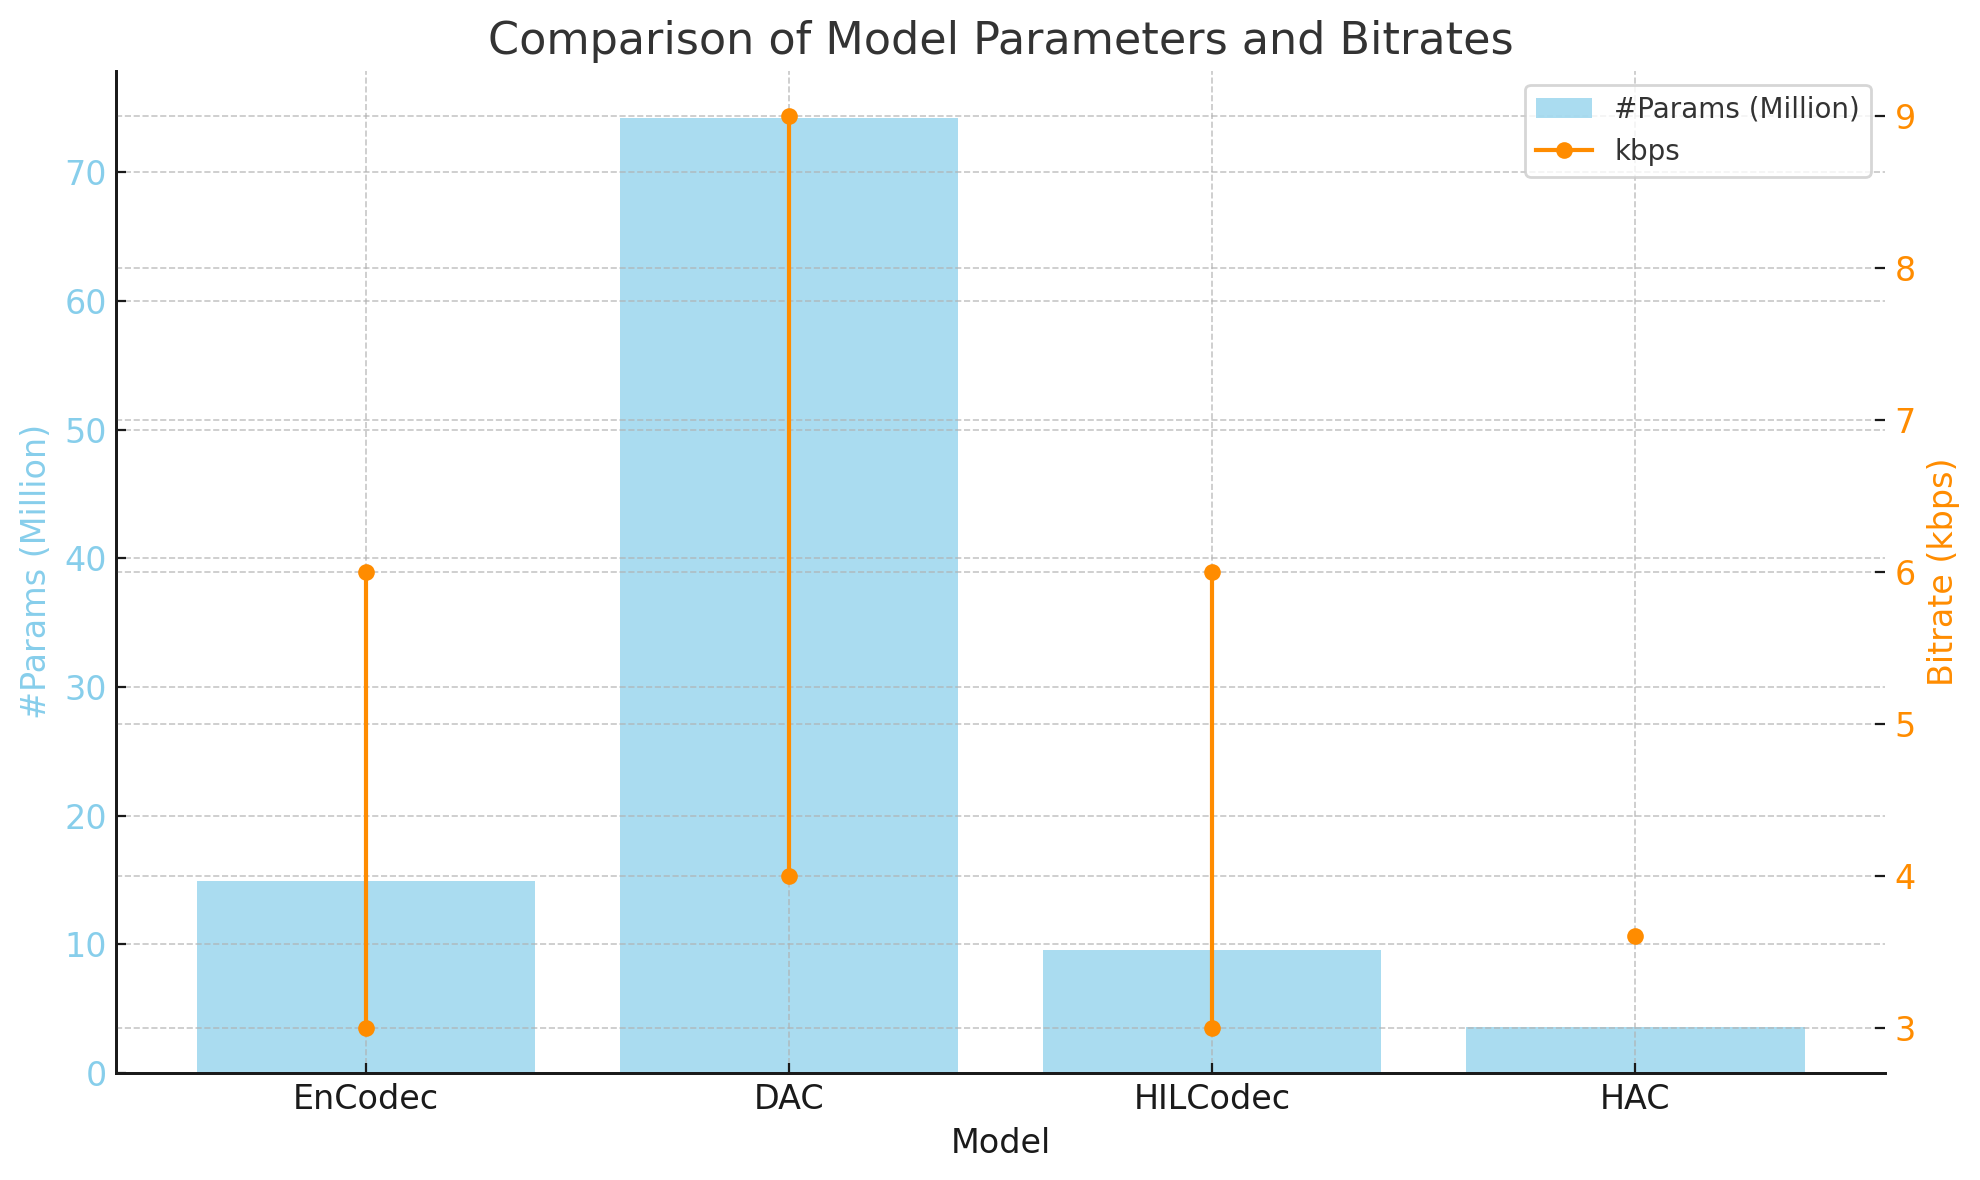 Comparison of Model Parameters and Bitrates
#Params (Million)
kbps
70
60
50
40
30
20
10
0
#Params (Million)
9
8
7
6
5
4
3
Bitrate (kbps)
EnCodec DAC HILCodec HAC
Model